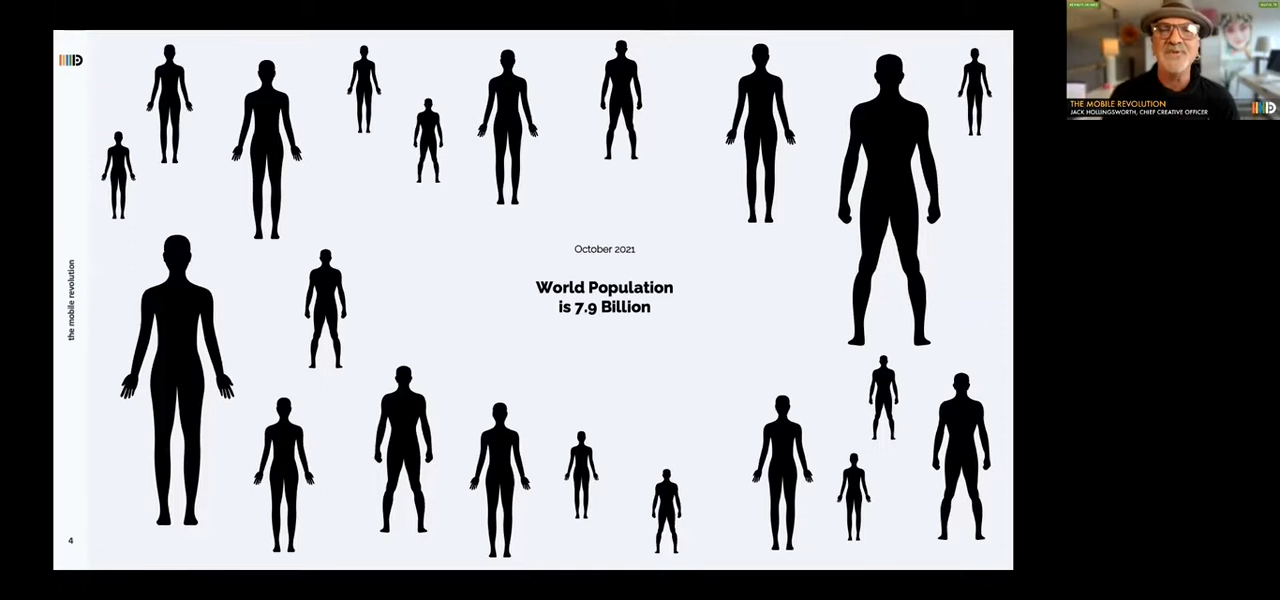 the mobile revolution
October 2021
World Population
is 7.9 Billion
4
THE MOBILE REVOLUTION
JACK HOLLINGSWORTH, CHIEF CREATIVE OFFICER